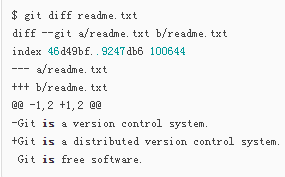 $ git diff readme.txt
diff --git a/readme.txt b/readme.txt
index 46d49bf..9247db6 100644
--- a/readme.txt
+++ b/readme.txt
@@ -1,2 +1,2 @@
-Git is a version control system.
+Git is a distributed version control system.
 Git is free software.